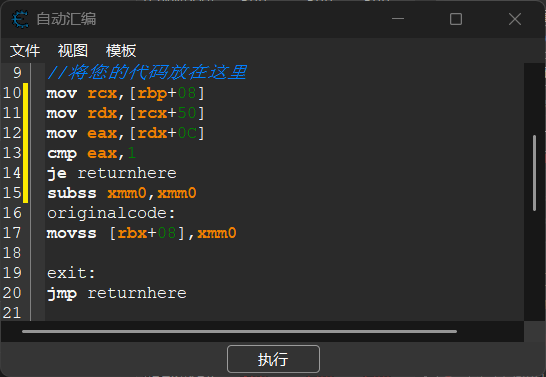 自动汇编
文件 视图 模板
9 //将您的代码放在这里
10 mov rcx,[rbp+08]
11 mov rdx,[rcx+50]
12 mov eax,[rdx+0C]
13 cmp eax,1
14 je returnhere
15 subss xmm0,xmm0
16 originalcode:
17 movss [rbx+08],xmm0
18
19 exit:
20 jmp returnhere
21
执行